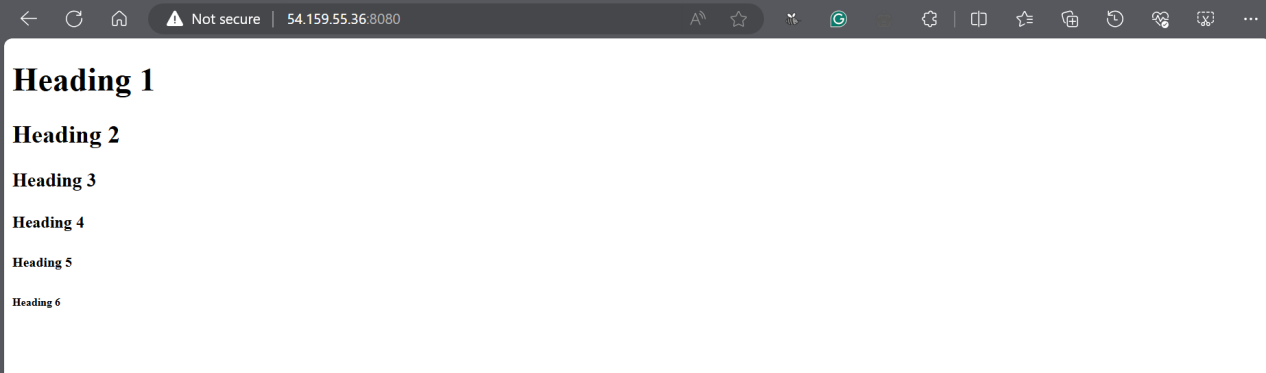 Not secure 54.159.55.36:8080
Heading 1
Heading 2
Heading 3
Heading 4
Heading 5
Heading 6